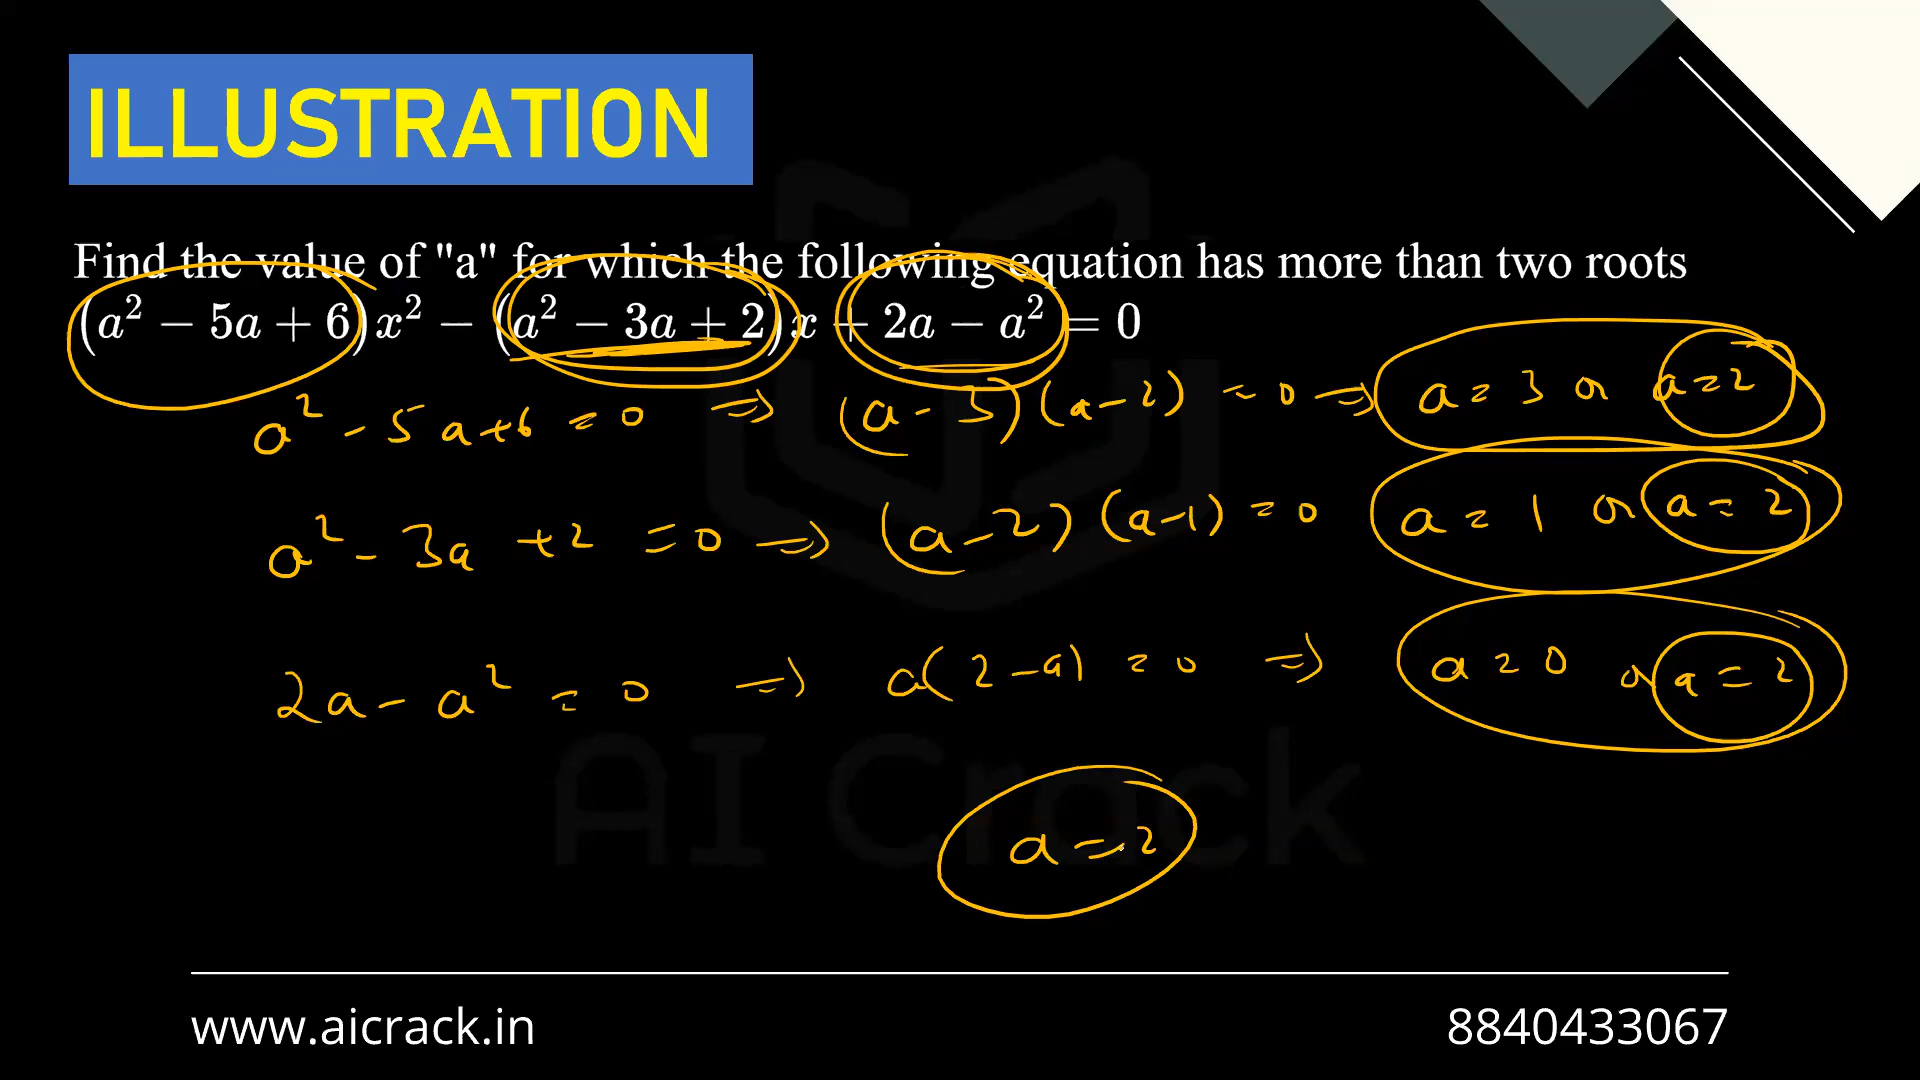 ILLUSTRATION
Find the value of "a" for which the following equation has more than two roots
(a² − 5a + 6)x² − (a² − 3a + 2)x + 2a − a² = 0
a² - 5a+6 = 0 ⇒ (a-3)(a-2) = 0 ⇒ a = 3 or a=2
a² - 3a +2 = 0 ⇒ (a-2)(a-1) = 0 a = 1 or a=2
2a - a² = 0 ⇒ a(2-a) = 0 ⇒ a = 0 or a=2
a=2
AI Crack
www.aicrack.in
8840433067